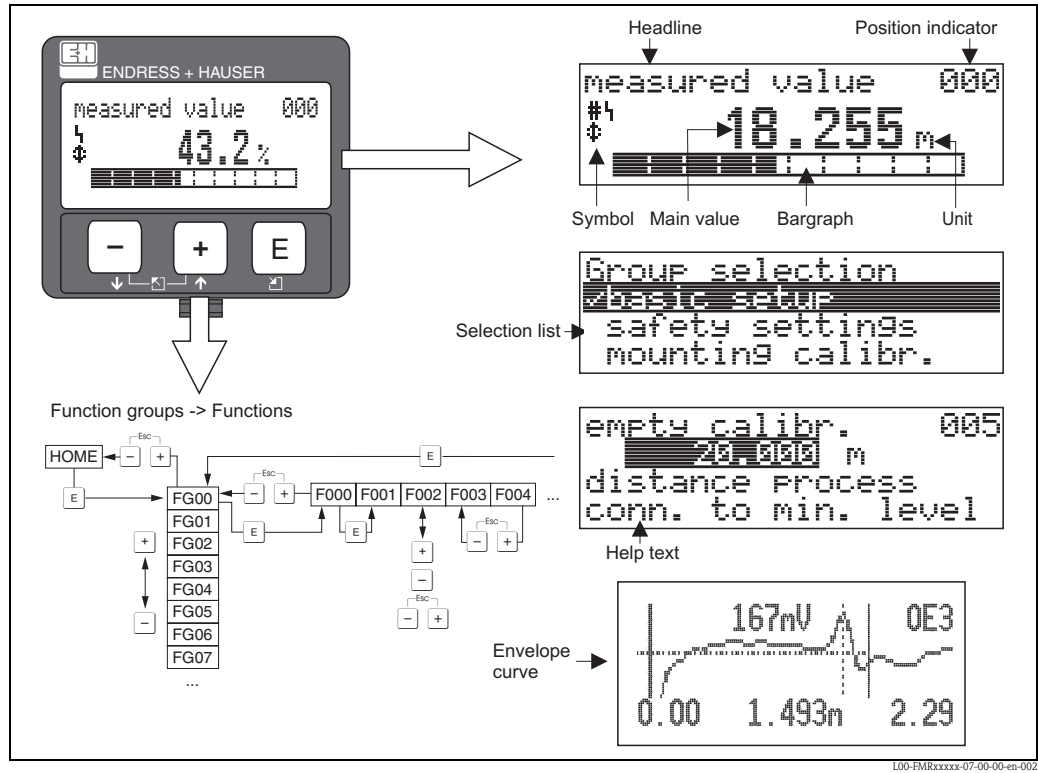 ENDRESS + HAUSER
measured value 000
43.2 %
– + E
Headline
Position indicator
measured value 000
18.255 m
Symbol
Main value
Bargraph
Unit
Group selection
basic setup
safety settings
mounting calibr.
Selection list
empty calibr. 005
20.000 m
distance process
conn. to min. level
Help text
167mV 0E3
0.00 1.493m 2.29
Envelope
curve
Function groups -> Functions
HOME
Esc
– +
E
E
FG00
FG01
FG02
FG03
FG04
FG05
FG06
FG07
...
+
–
Esc
– +
E
F000 F001 F002 F003 F004 ...
E
+
–
Esc
– +
Esc
– +
L00-FMRxxxxx-07-00-00-en-002